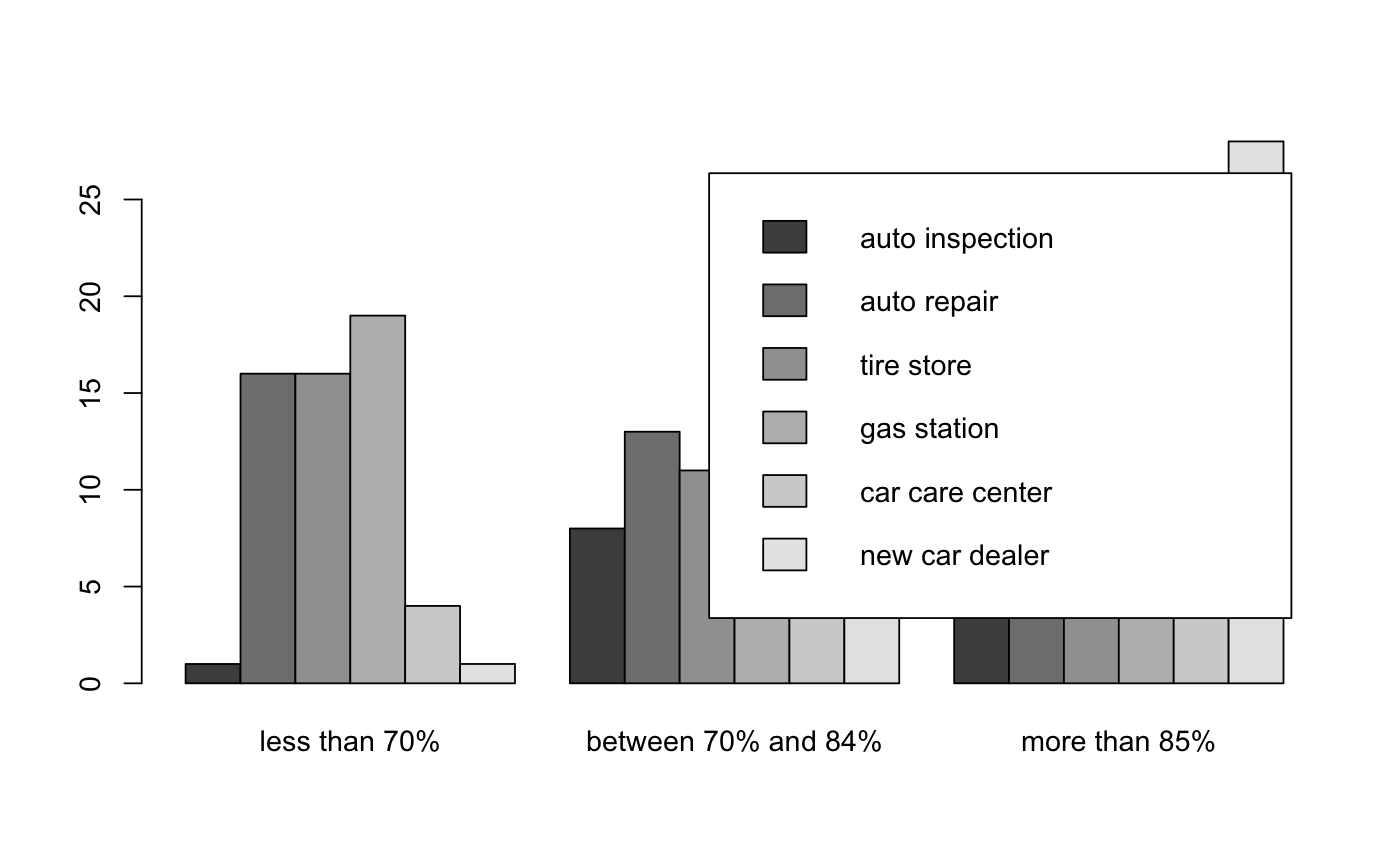 25
20
15
10
5
0
auto inspection
auto repair
tire store
gas station
car care center
new car dealer
less than 70%
between 70% and 84%
more than 85%